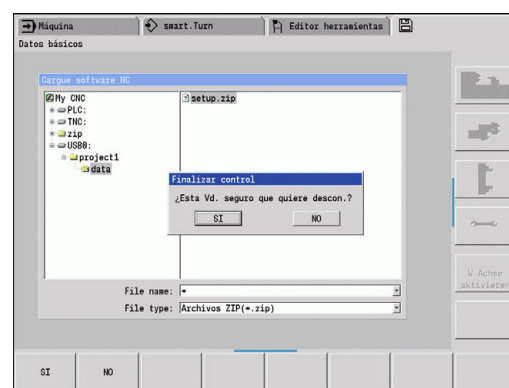 Máquina
smart.Turn
Editor herramientas
Datos básicos
Cargue software NC
My CNC
PLC:
TNC:
zip
USB0:
project1
data
setup.zip
Finalizar control
¿Esta Vd. seguro que quiere descon.?
SI
NO
File name: *
File type: Archivos ZIP(*.zip)
W Achse
aktivieren
SI
NO